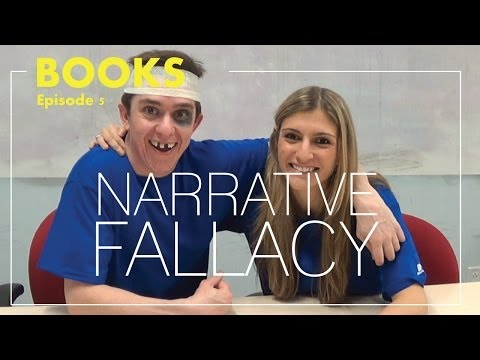 BOOKS
Episode 5
NARRATIVE
FALLACY